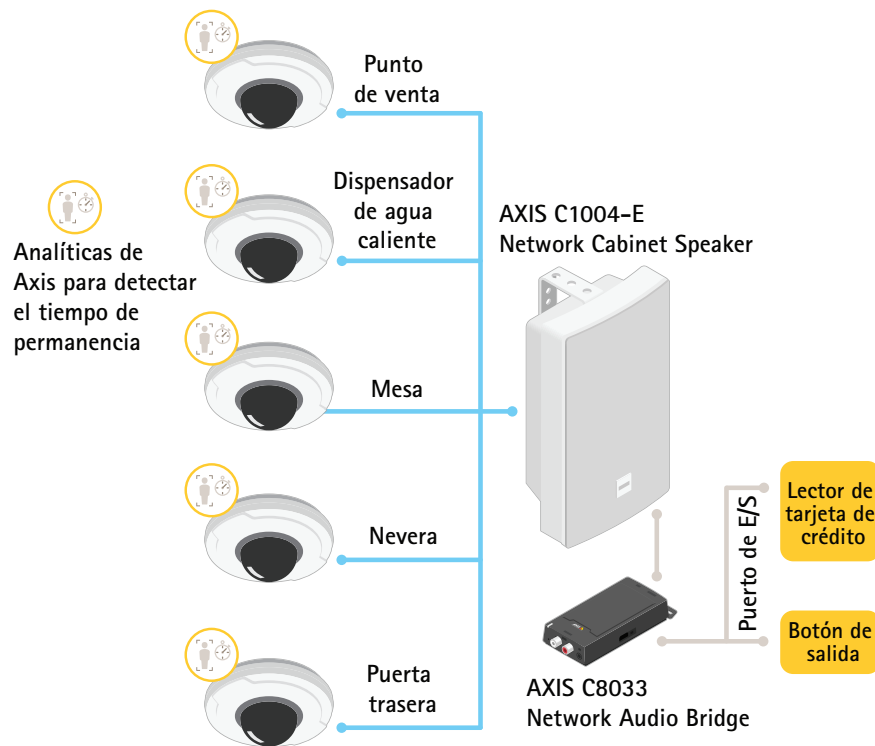 Punto
de venta
Dispensador
de agua
caliente
Analíticas de
Axis para detectar
el tiempo de
permanencia
Mesa
Nevera
Puerta
trasera
AXIS C1004-E
Network Cabinet Speaker
Puerto de E/S
Lector de
tarjeta de
crédito
Botón de
salida
AXIS C8033
Network Audio Bridge